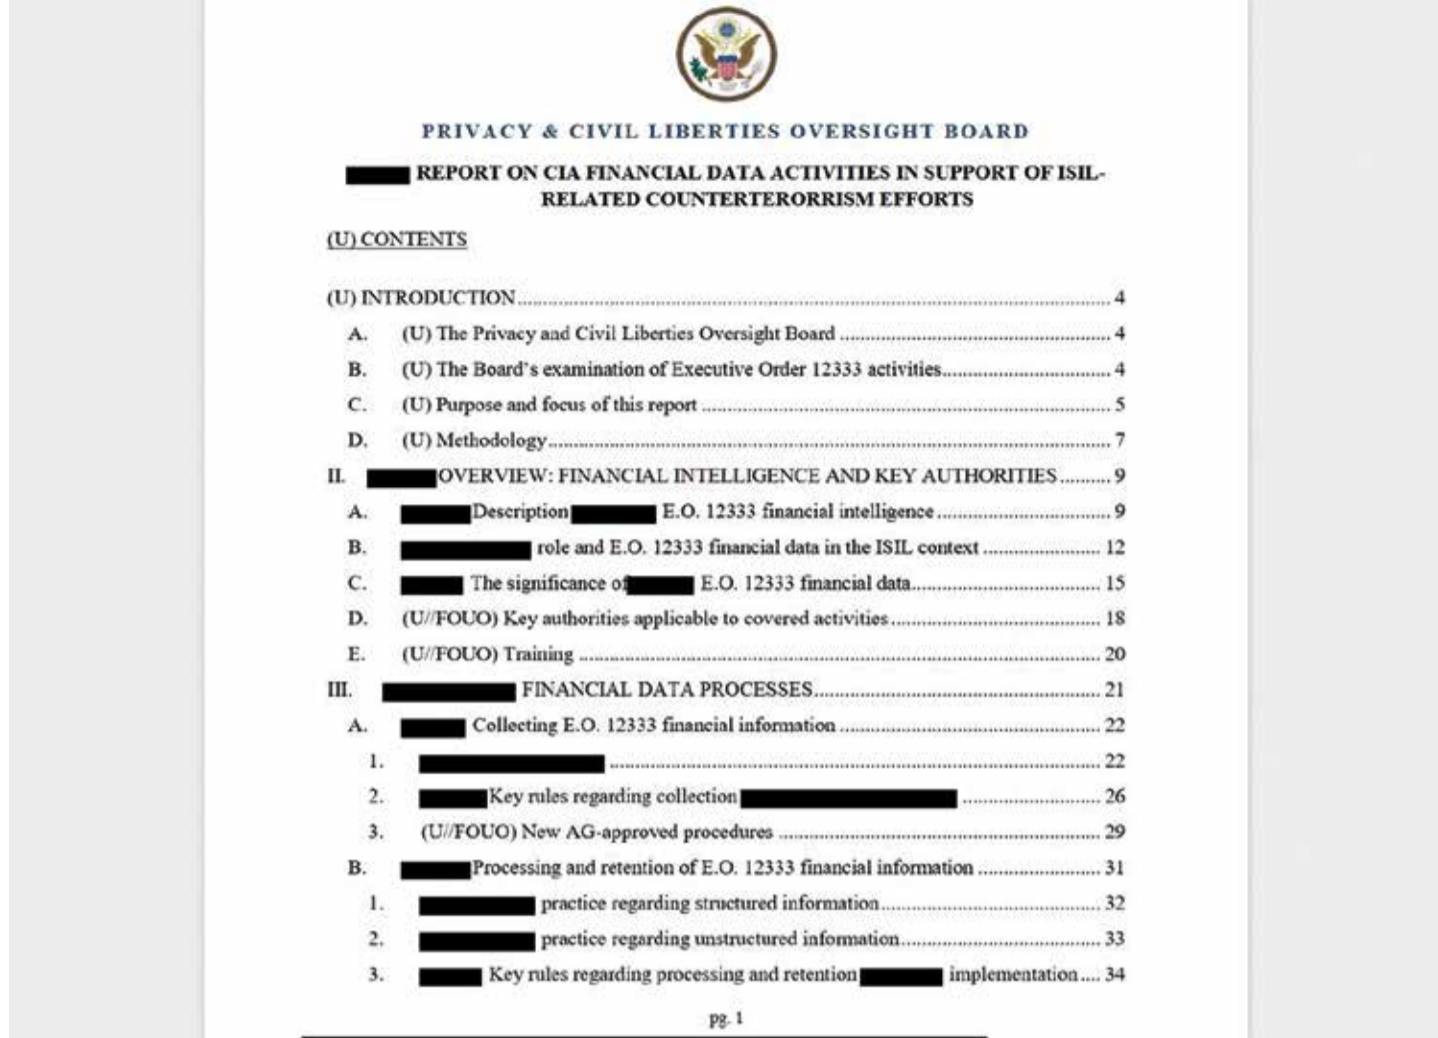 PRIVACY & CIVIL LIBERTIES OVERSIGHT BOARD
REPORT ON CIA FINANCIAL DATA ACTIVITIES IN SUPPORT OF ISIL-
RELATED COUNTERTERORRISM EFFORTS
(U) CONTENTS
(U) INTRODUCTION.......... 4
A. (U) The Privacy and Civil Liberties Oversight Board .......... 4
B. (U) The Board's examination of Executive Order 12333 activities.......... 4
C. (U) Purpose and focus of this report .......... 5
D. (U) Methodology.......... 7
II. OVERVIEW: FINANCIAL INTELLIGENCE AND KEY AUTHORITIES.......... 9
A. Description E.O. 12333 financial intelligence .......... 9
B. role and E.O. 12333 financial data in the ISIL context .......... 12
C. The significance of E.O. 12333 financial data.......... 15
D. (U//FOUO) Key authorities applicable to covered activities.......... 18
E. (U//FOUO) Training .......... 20
III. FINANCIAL DATA PROCESSES.......... 21
A. Collecting E.O. 12333 financial information .......... 22
1. .......... 22
2. Key rules regarding collection .......... 26
3. (U//FOUO) New AG-approved procedures .......... 29
B. Processing and retention of E.O. 12333 financial information .......... 31
1. practice regarding structured information.......... 32
2. practice regarding unstructured information.......... 33
3. Key rules regarding processing and retention implementation.... 34
pg. 1